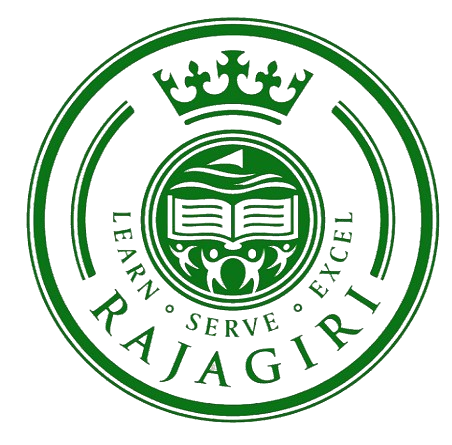 LEARN ∘ SERVE ∘ EXCEL
RAJAGIRI